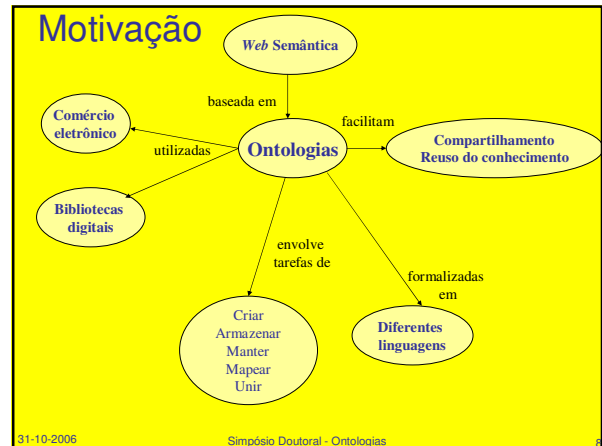 Motivação
Web Semântica
baseada em
facilitam
Comércio
eletrônico
utilizadas
Ontologias
Compartilhamento
Reuso do conhecimento
Bibliotecas
digitais
envolve
tarefas de
formalizadas
em
Criar
Armazenar
Manter
Mapear
Unir
Diferentes
linguagens
31-10-2006
Simpósio Doutoral - Ontologias
8